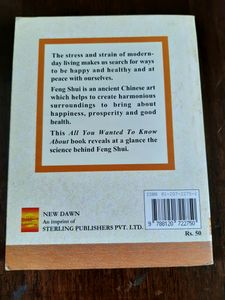 The stress and strain of modern-
day living makes us search for ways
to be happy and healthy and at
peace with ourselves.
Feng Shui is an ancient Chinese art
which helps to create harmonious
surroundings to bring about
happiness, prosperity and good
health.
This All You Wanted To Know
About book reveals at a glance the
science behind Feng Shui.
NEW DAWN
An imprint of
STERLING PUBLISHERS PVT. LTD.
9 788120 722750
Rs. 50